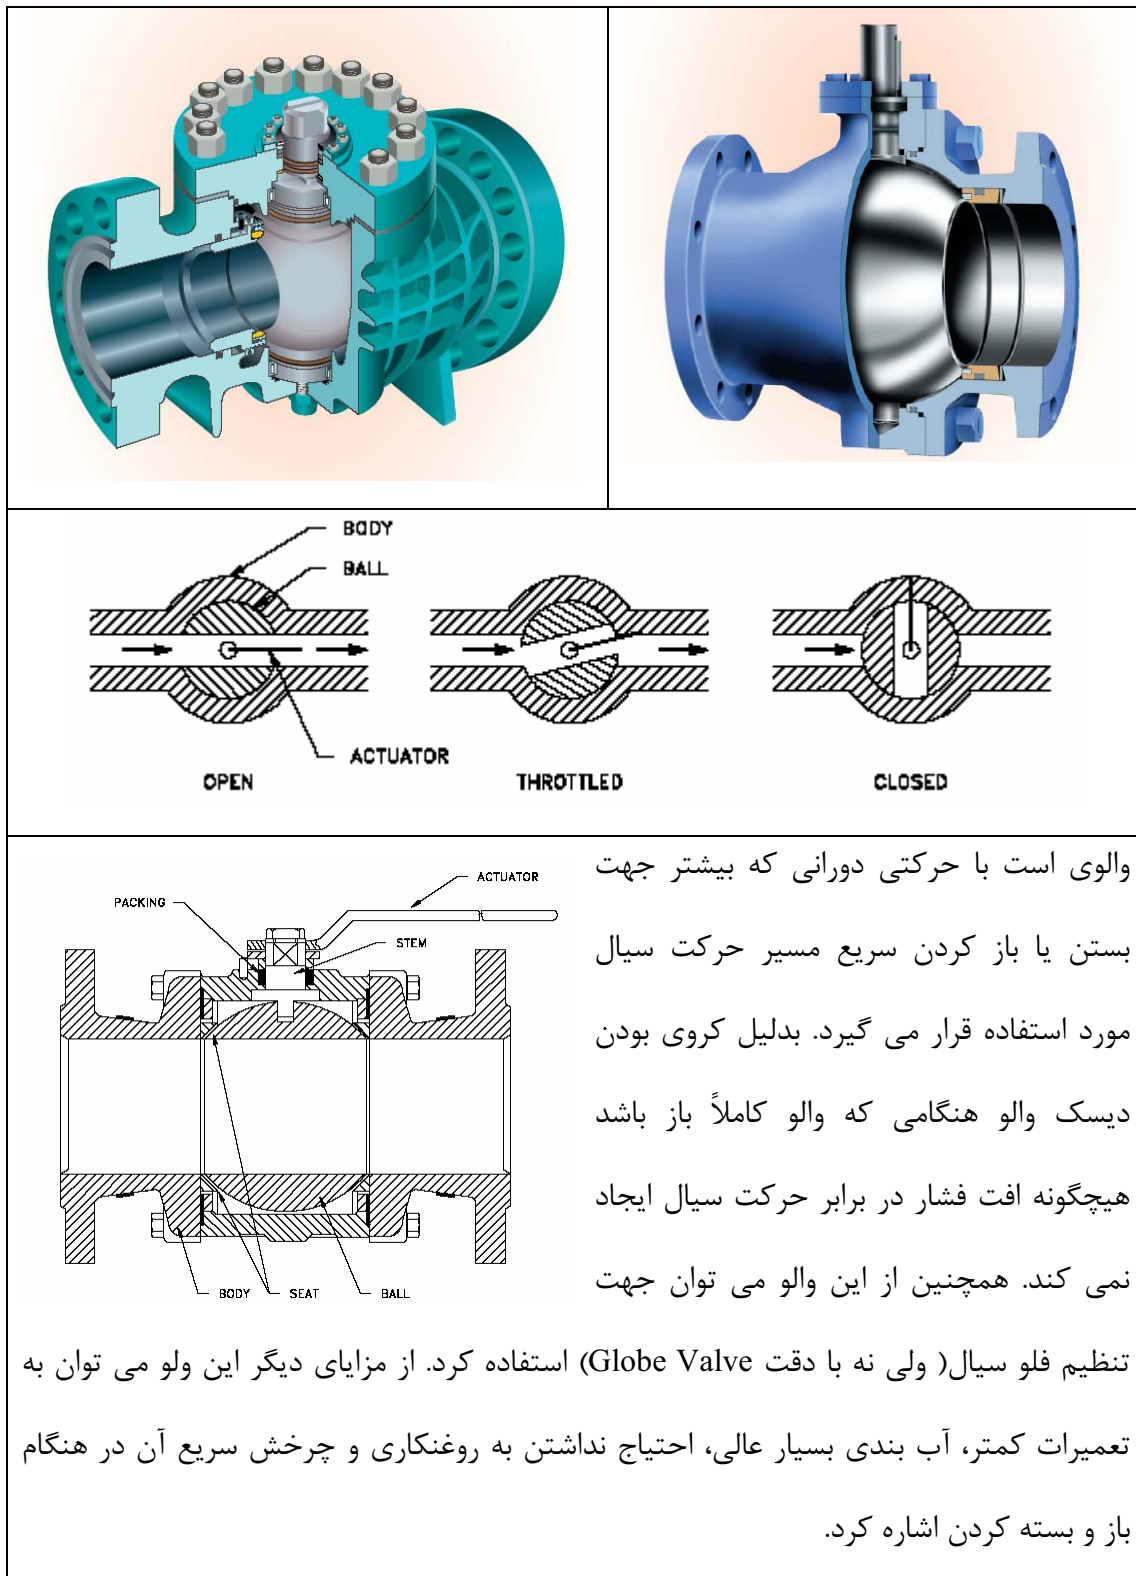 BODY
BALL
ACTUATOR
OPEN
THROTTLED
CLOSED
ACTUATOR
PACKING
STEM
BODY
SEAT
BALL
والوی است با حرکتی دورانی که بیشتر جهت
بستن یا باز کردن سریع مسیر حرکت سیال
مورد استفاده قرار می گیرد. بدلیل کروی بودن
دیسک والو هنگامی که والو کاملاً باز باشد
هیچگونه افت فشار در برابر حرکت سیال ایجاد
نمی کند. همچنین از این والو می توان جهت
تنظیم فلو سیال( ولی نه با دقت Globe Valve) استفاده کرد. از مزایای دیگر این ولو می توان به
تعمیرات کمتر، آب بندی بسیار عالی، احتیاج نداشتن به روغنکاری و چرخش سریع آن در هنگام
باز و بسته کردن اشاره کرد.